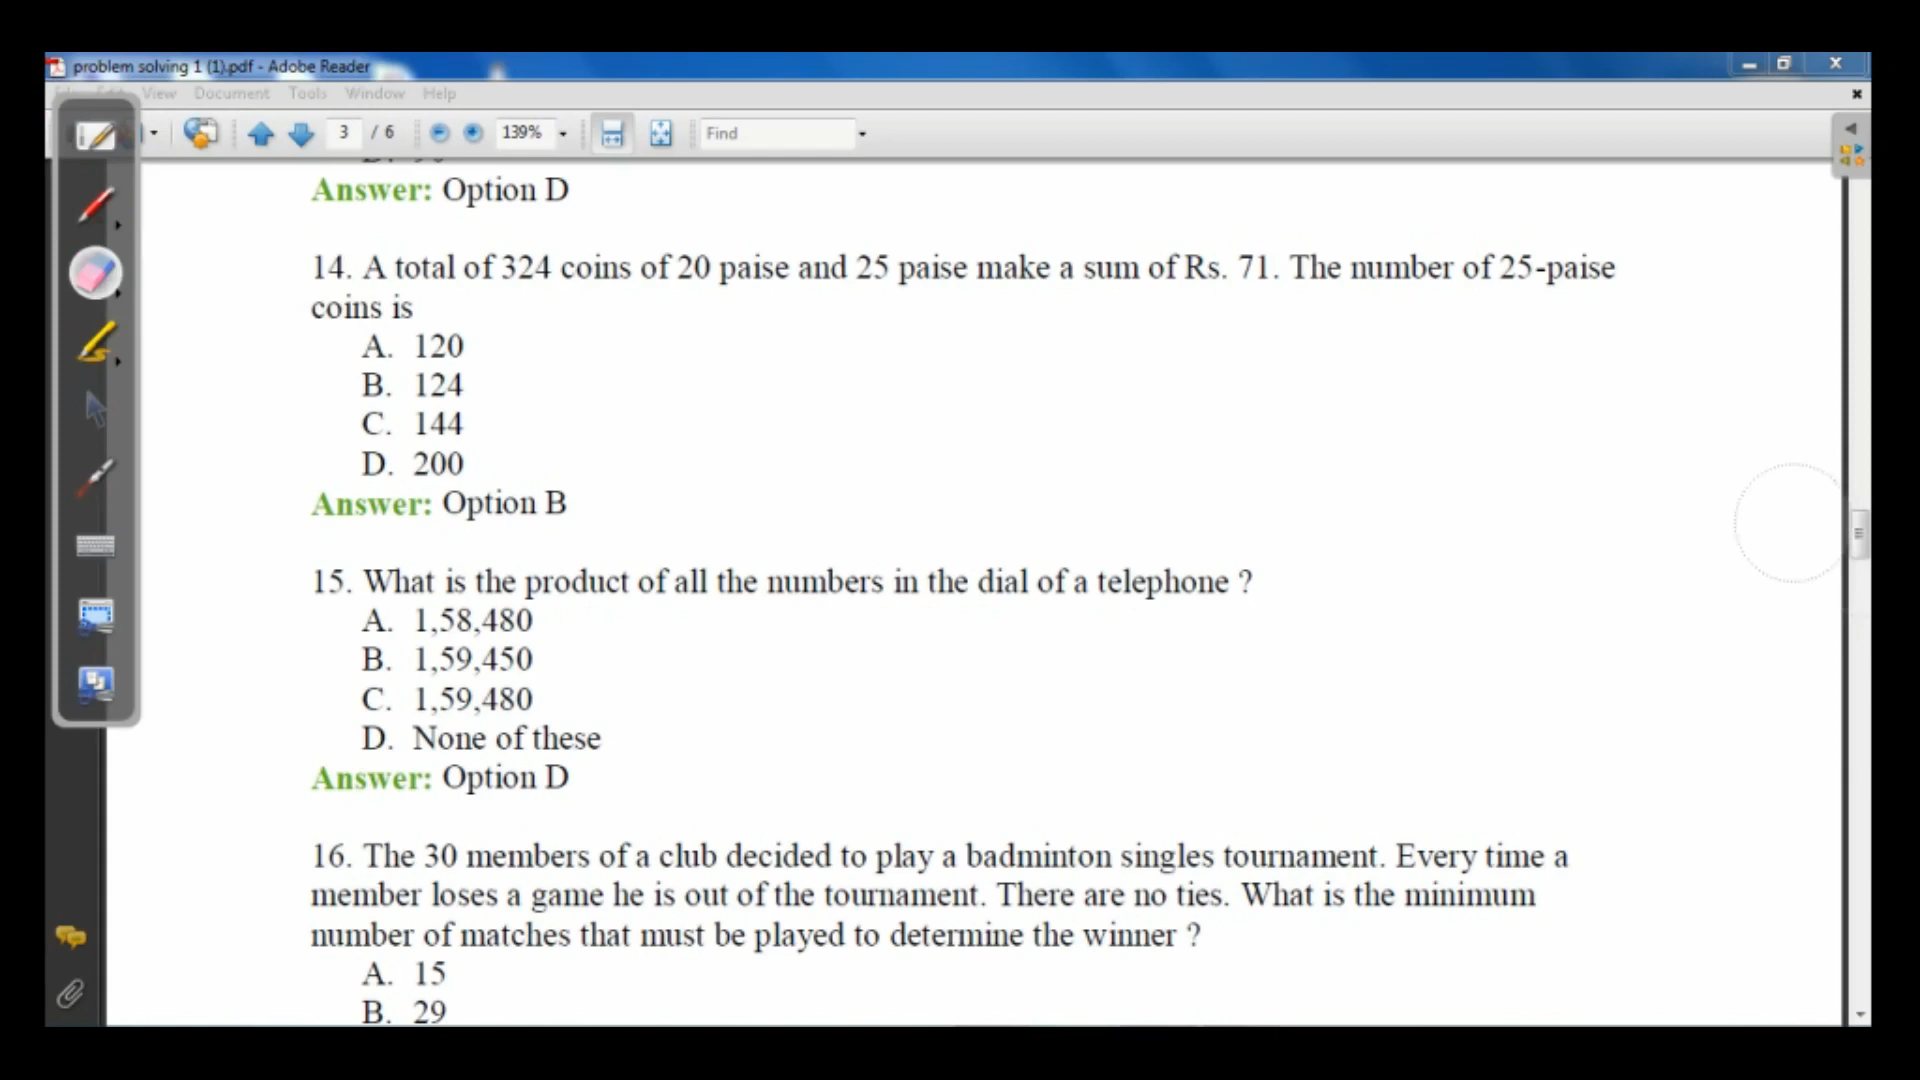 problem solving 1 (1).pdf - Adobe Reader
View Document Tools Window Help
3 / 6 139% Find
Answer: Option D
14. A total of 324 coins of 20 paise and 25 paise make a sum of Rs. 71. The number of 25-paise
coins is
A. 120
B. 124
C. 144
D. 200
Answer: Option B
15. What is the product of all the numbers in the dial of a telephone ?
A. 1,58,480
B. 1,59,450
C. 1,59,480
D. None of these
Answer: Option D
16. The 30 members of a club decided to play a badminton singles tournament. Every time a
member loses a game he is out of the tournament. There are no ties. What is the minimum
number of matches that must be played to determine the winner ?
A. 15
B. 29